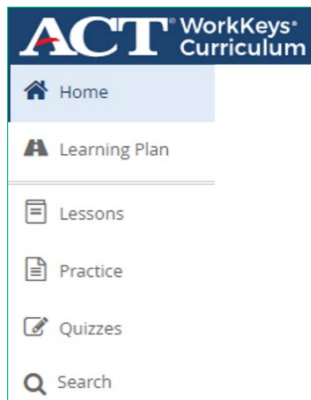 ACT® WorkKeys®
Curriculum
Home
Learning Plan
Lessons
Practice
Quizzes
Search